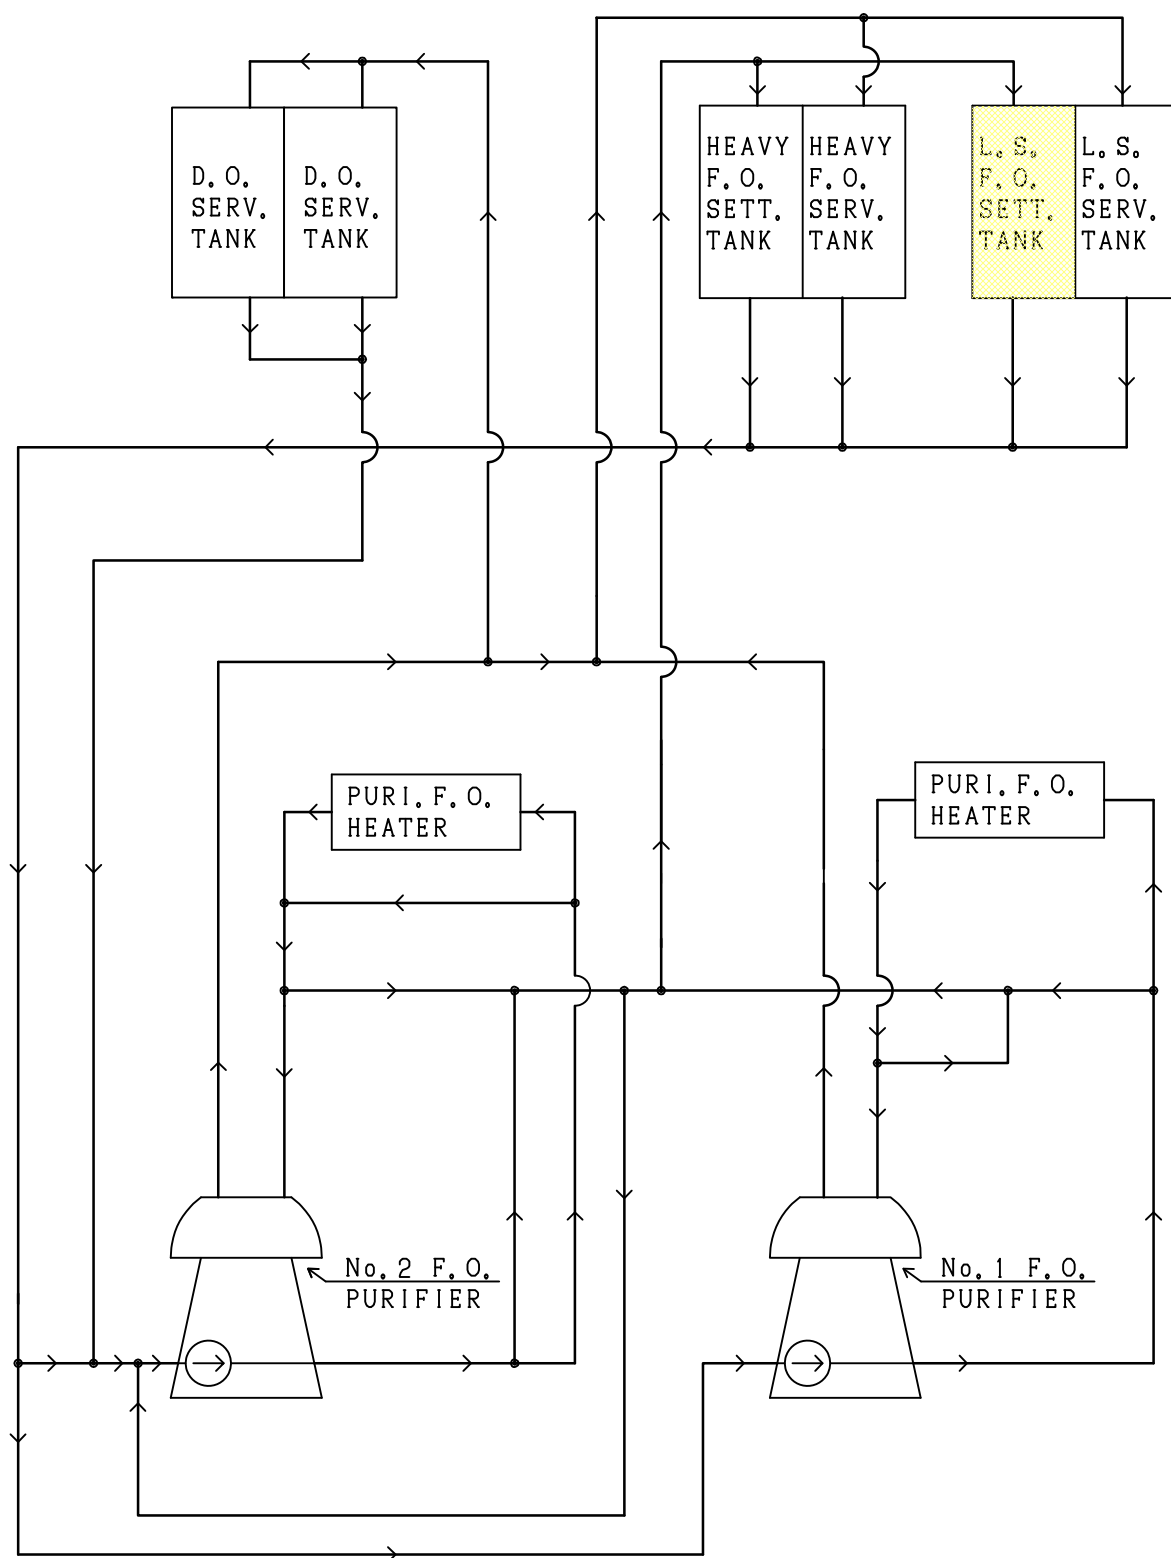 D.O.
SERV.
TANK
D.O.
SERV.
TANK
HEAVY
F.O.
SETT.
TANK
HEAVY
F.O.
SERV.
TANK
L.S.
F.O.
SETT.
TANK
L.S.
F.O.
SERV.
TANK
PURI.F.O.
HEATER
PURI.F.O.
HEATER
No.2 F.O.
PURIFIER
No.1 F.O.
PURIFIER